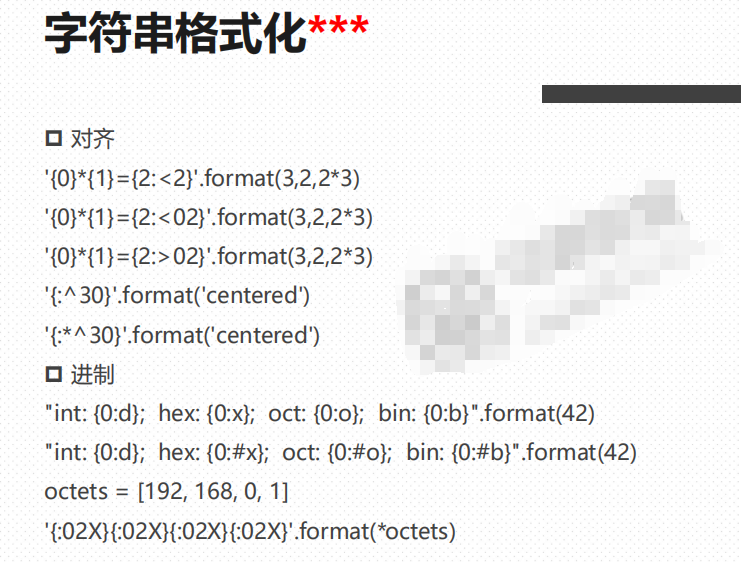 字符串格式化***
对齐
'{0}*{1}={2:<2}'.format(3,2,2*3)
'{0}*{1}={2:<02}'.format(3,2,2*3)
'{0}*{1}={2:>02}'.format(3,2,2*3)
'{:^30}'.format('centered')
'{:*^30}'.format('centered')
进制
"int: {0:d};  hex: {0:x};  oct: {0:o};  bin: {0:b}".format(42)
"int: {0:d};  hex: {0:#x};  oct: {0:#o};  bin: {0:#b}".format(42)
octets = [192, 168, 0, 1]
'{:02X}{:02X}{:02X}{:02X}'.format(*octets)